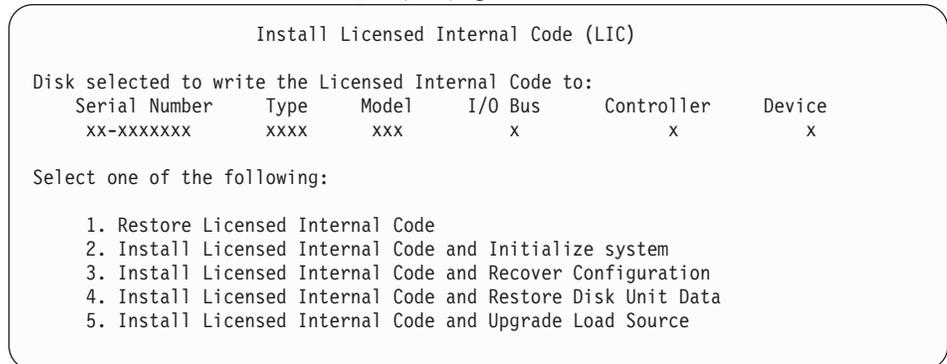 Install Licensed Internal Code (LIC)
Disk selected to write the Licensed Internal Code to:
Serial Number Type Model I/O Bus Controller Device
xx-xxxxxxx xxxx xxx x x x
Select one of the following:
1. Restore Licensed Internal Code
2. Install Licensed Internal Code and Initialize system
3. Install Licensed Internal Code and Recover Configuration
4. Install Licensed Internal Code and Restore Disk Unit Data
5. Install Licensed Internal Code and Upgrade Load Source